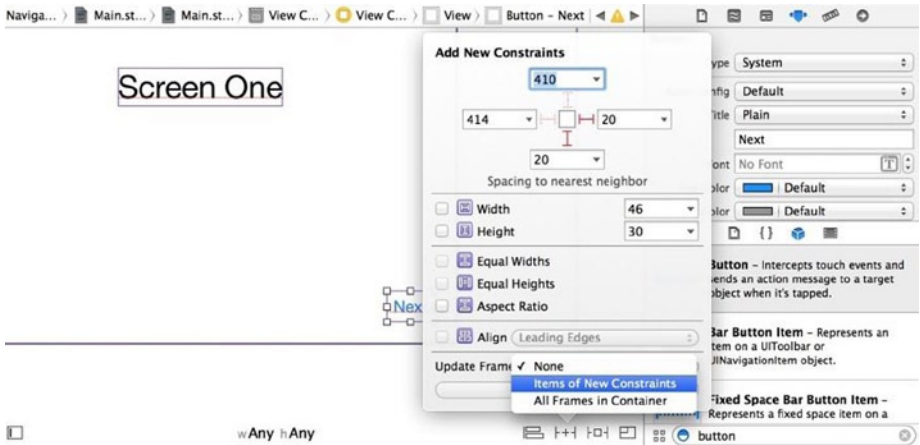 Naviga... Main.st... Main.st... View C... View C... View Button - Next
Add New Constraints
410
414 20
20
Spacing to nearest neighbor
Width 46
Height 30
Equal Widths
Equal Heights
Aspect Ratio
Align Leading Edges
Update Frame
None
Items of New Constraints
All Frames in Container
Screen One
Nex
wAny hAny
ype System
nfig Default
itle Plain
Next
ont No Font T
olor Default
olor Default
{}
Button - Intercepts touch events and
sends an action message to a target
object when it's tapped.
Bar Button Item - Represents an
item on a UIToolbar or
UINavigationItem object.
Fixed Space Bar Button Item -
Represents a fixed space item on a
button